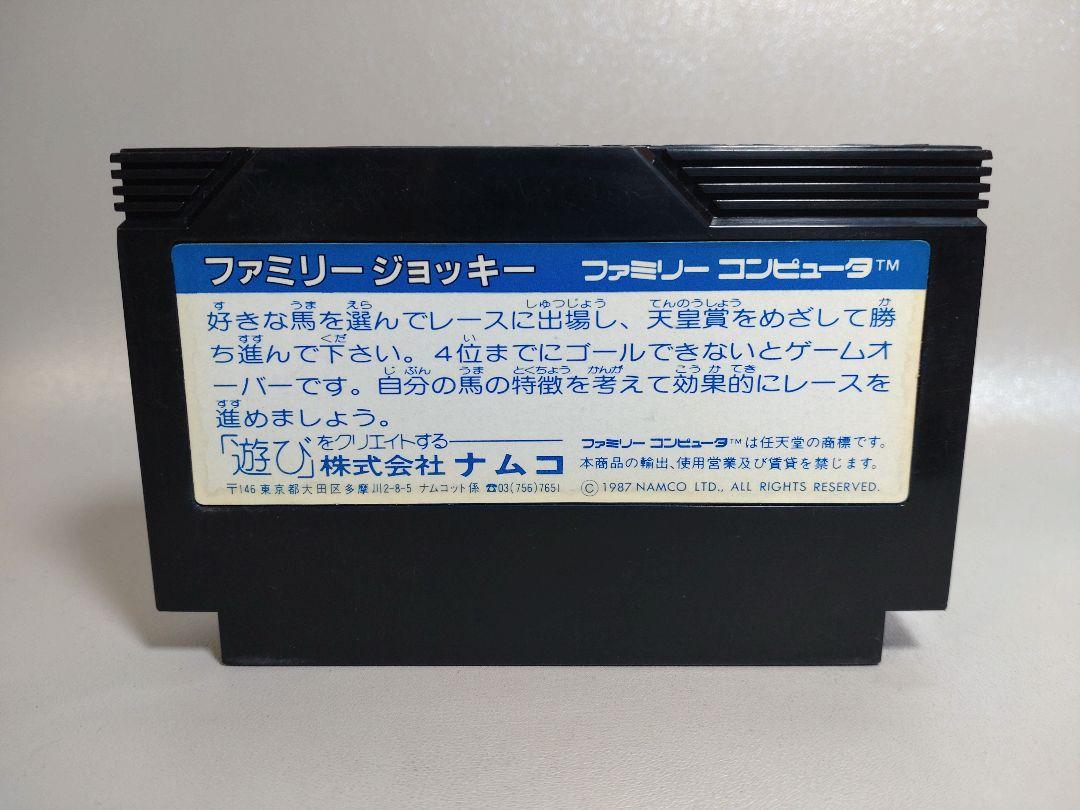 ファミリー ジョッキー ファミリー コンピュータ™
好きな馬を選んでレースに出場し、天皇賞をめざして勝
ち進んで下さい。4位までにゴールできないとゲームオ
ーバーです。自分の馬の特徴を考えて効果的にレースを
進めましょう。
「遊び」をクリエイトする
株式会社 ナムコ
〒146 東京都大田区多摩川2-8-5 ナムコット係 ☎03(756)7651
ファミリー コンピュータ™は任天堂の商標です。
本商品の輸出、使用営業及び賃貸を禁じます。
©1987 NAMCO LTD., ALL RIGHTS RESERVED.